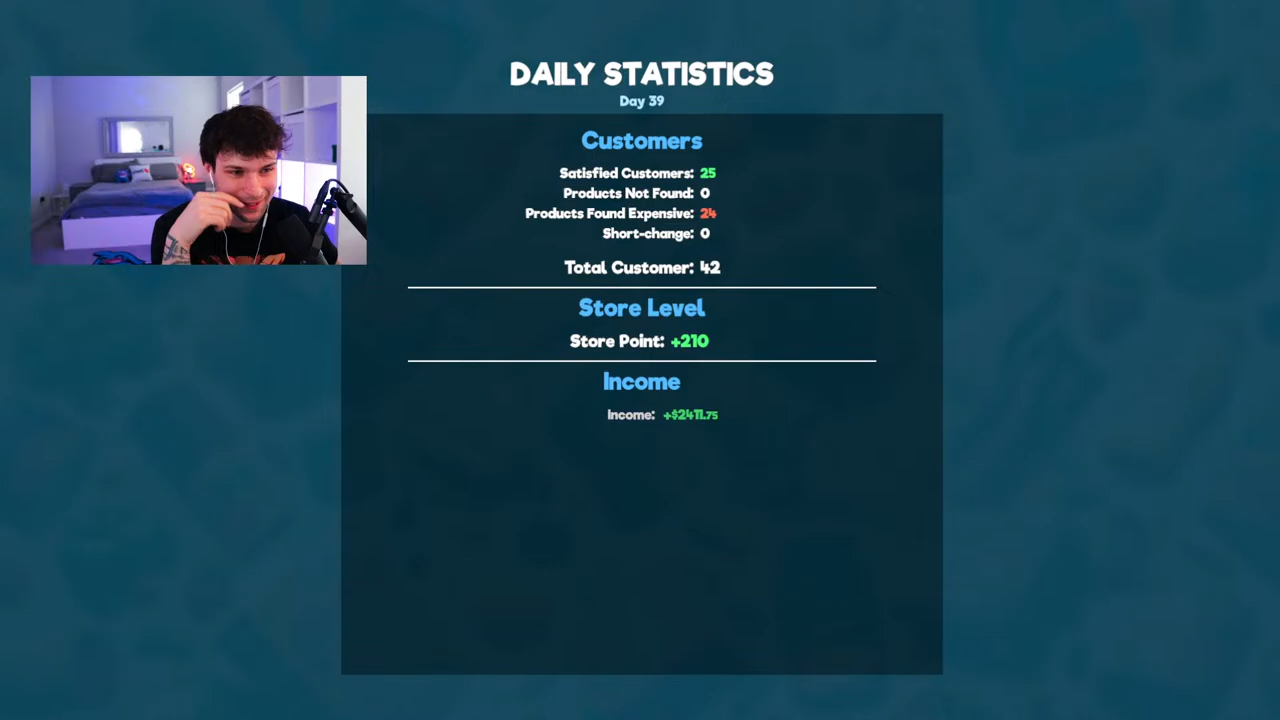 DAILY STATISTICS
Day 39
Customers
Satisfied Customers: 25
Products Not Found: 0
Products Found Expensive: 24
Short-change: 0
Total Customer: 42
Store Level
Store Point: +210
Income
Income: +$2411.75